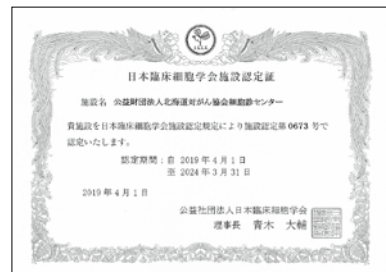 日本臨床細胞学会施設認定証
施設名 公益財団法人北海道対がん協会細胞診センター
貴施設を日本臨床細胞学会施設認定規定により施設認定第0673号で
認定いたします。
認定期間：自 2019年4月1日
至 2024年3月31日
2019年4月1日
公益社団法人日本臨床細胞学会
理事長 青木 大輔